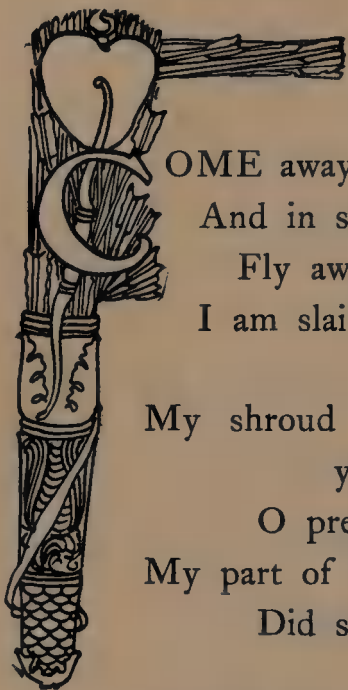 COME away
And in s
Fly aw
I am slai
My shroud
y
O pre
My part of
Did s